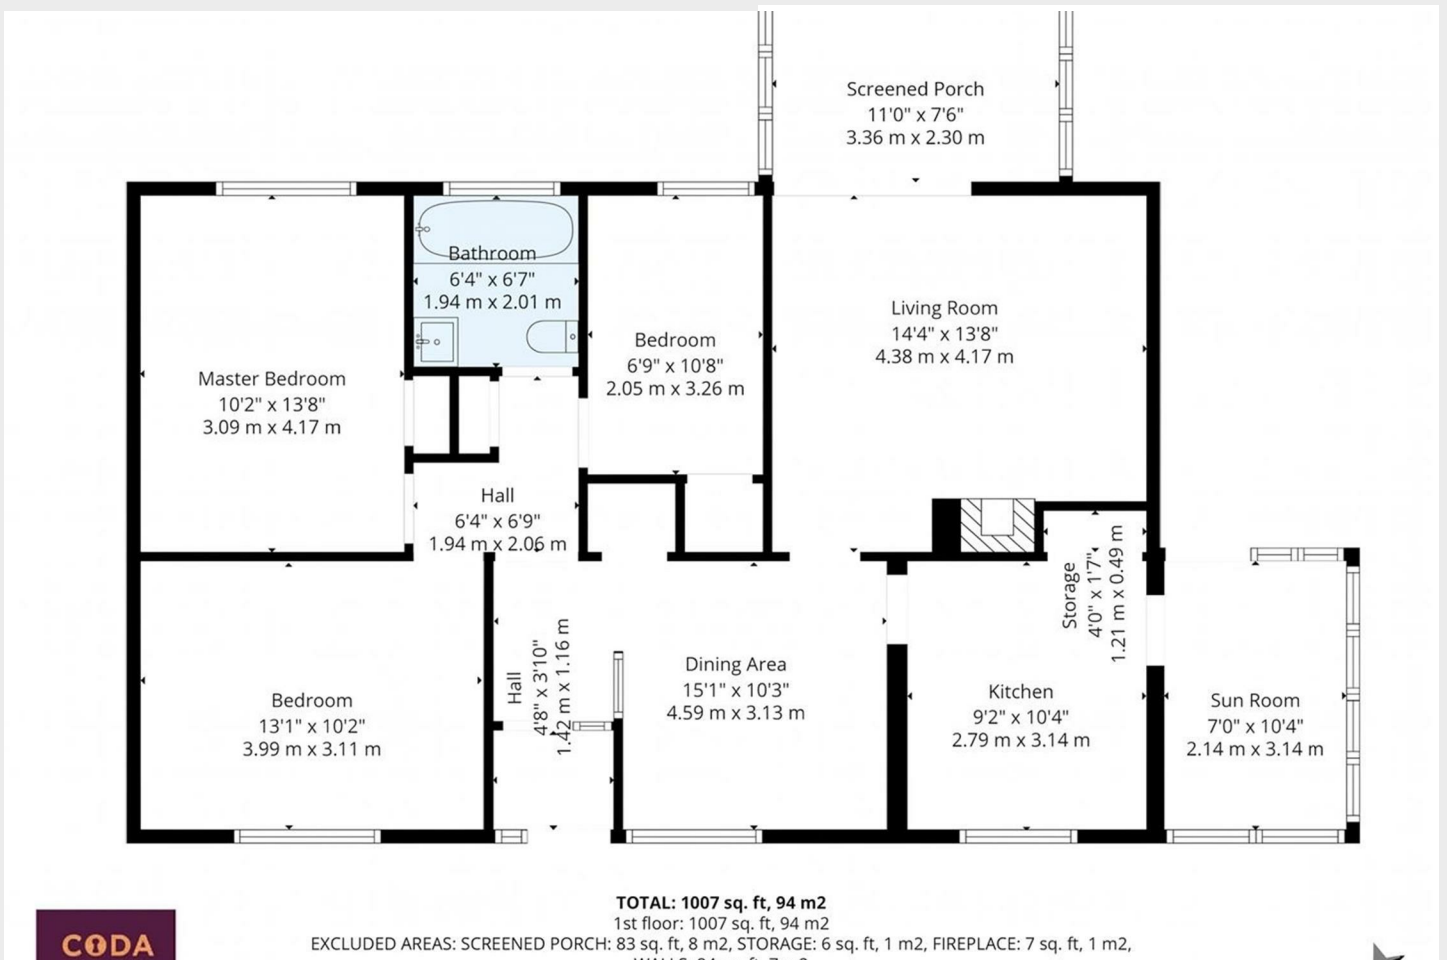 Screened Porch
11'0" x 7'6"
3.36 m x 2.30 m
Bathroom
6'4" x 6'7"
1.94 m x 2.01 m
Living Room
14'4" x 13'8"
4.38 m x 4.17 m
Bedroom
6'9" x 10'8"
2.05 m x 3.26 m
Master Bedroom
10'2" x 13'8"
3.09 m x 4.17 m
Hall
6'4" x 6'9"
1.94 m x 2.06 m
Storage
4'0" x 1'7"
1.21 m x 0.49 m
Hall
4'8" x 3'10"
1.42 m x 1.16 m
Dining Area
15'1" x 10'3"
4.59 m x 3.13 m
Kitchen
9'2" x 10'4"
2.79 m x 3.14 m
Sun Room
7'0" x 10'4"
2.14 m x 3.14 m
Bedroom
13'1" x 10'2"
3.99 m x 3.11 m
TOTAL: 1007 sq. ft, 94 m2
1st floor: 1007 sq. ft, 94 m2
EXCLUDED AREAS: SCREENED PORCH: 83 sq. ft, 8 m2, STORAGE: 6 sq. ft, 1 m2, FIREPLACE: 7 sq. ft, 1 m2,
CODA